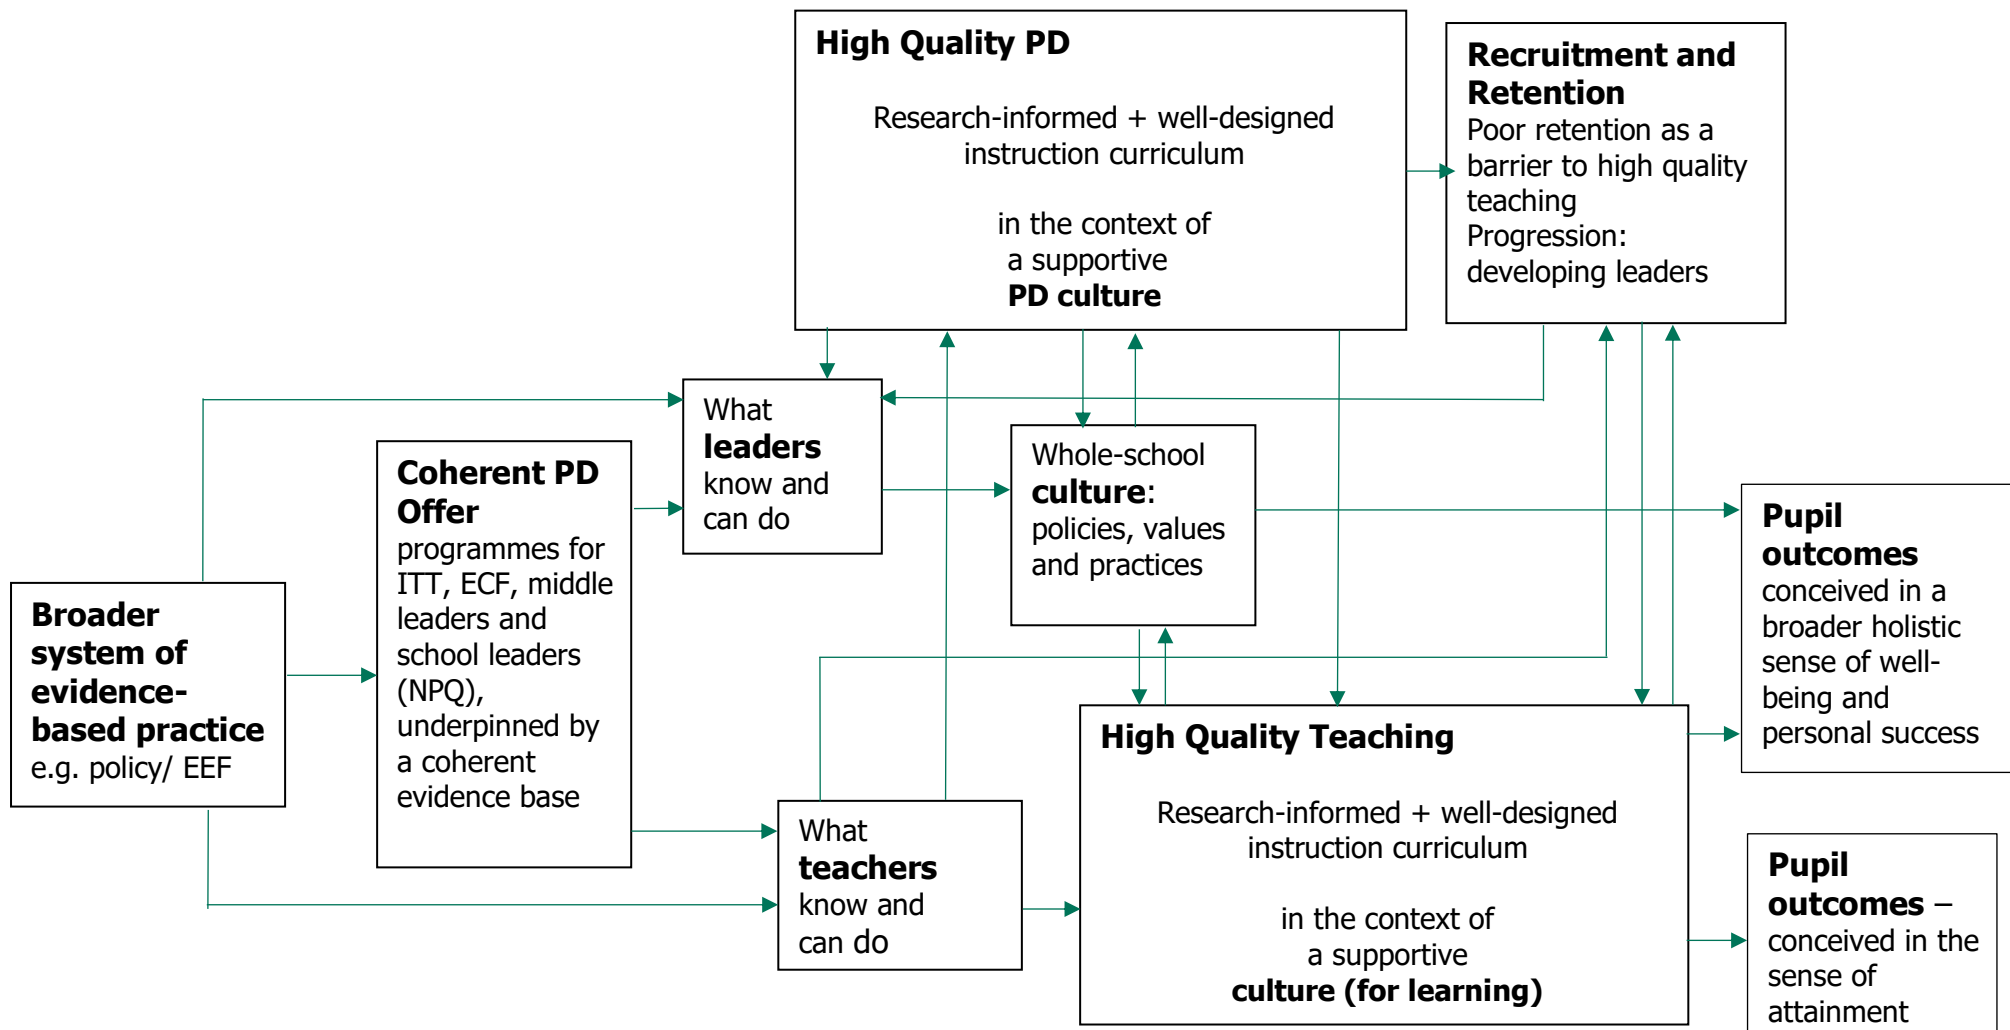 High Quality PD
Research-informed + well-designed
instruction curriculum
in the context of
a supportive
PD culture
Recruitment and
Retention
Poor retention as a
barrier to high quality
teaching
Progression:
developing leaders
What
leaders
know and
can do
Coherent PD
Offer
programmes for
ITT, ECF, middle
leaders and
school leaders
(NPQ),
underpinned by
a coherent
evidence base
Whole-school
culture:
policies, values
and practices
Broader
system of
evidence-
based practice
e.g. policy/ EEF
Pupil
outcomes
conceived in a
broader holistic
sense of well-
being and
personal success
High Quality Teaching
Research-informed + well-designed
instruction curriculum
in the context of
a supportive
culture (for learning)
What
teachers
know and
can do
Pupil
outcomes –
conceived in the
sense of
attainment